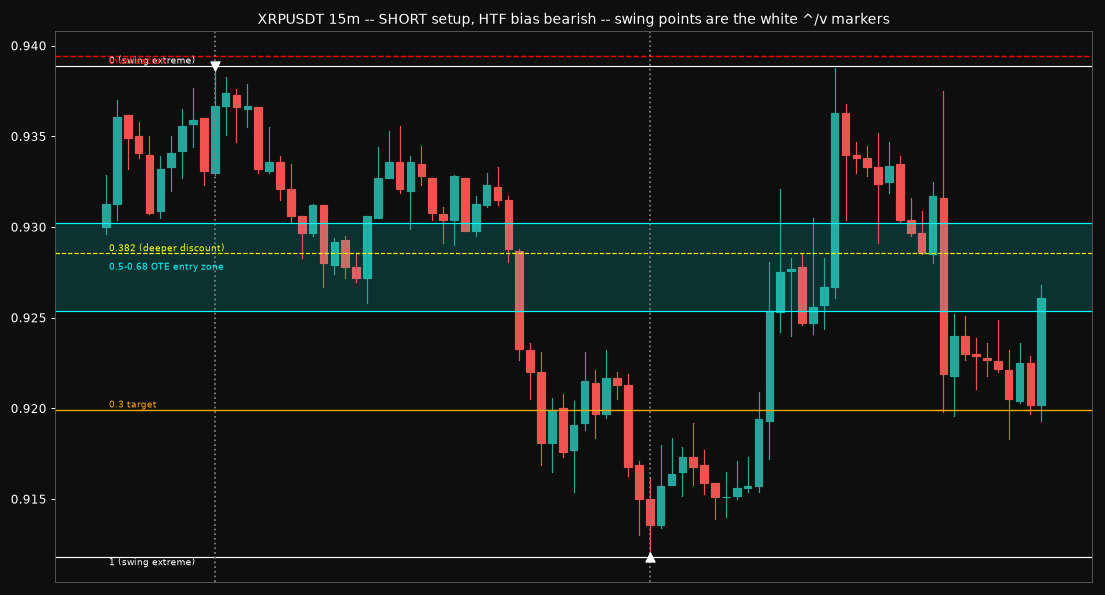 XRPUSDT 15m -- SHORT setup, HTF bias bearish -- swing points are the white ^/v markers
0.940
0 (swing extreme)
0.935
0.930
0.382 (deeper discount)
0.5-0.68 OTE entry zone
0.925
0.3 target
0.920
0.915
1 (swing extreme)